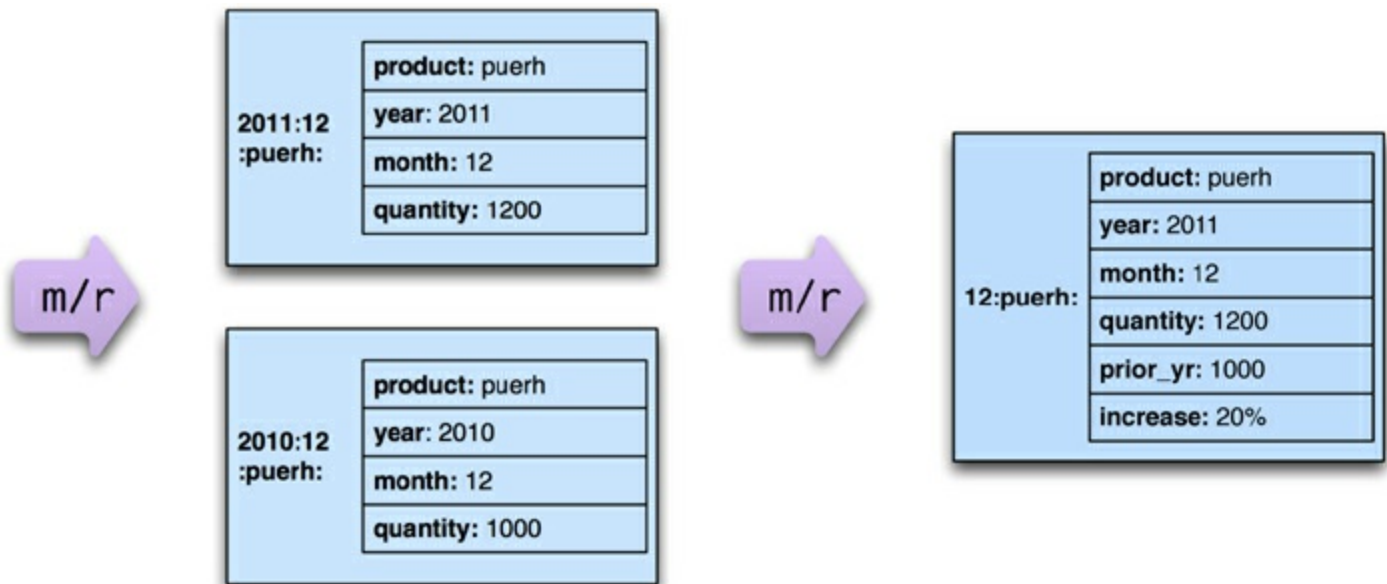 m/r
2011:12
:puerh:
product: puerh
year: 2011
month: 12
quantity: 1200
2010:12
:puerh:
product: puerh
year: 2010
month: 12
quantity: 1000
m/r
12:puerh:
product: puerh
year: 2011
month: 12
quantity: 1200
prior_yr: 1000
increase: 20%